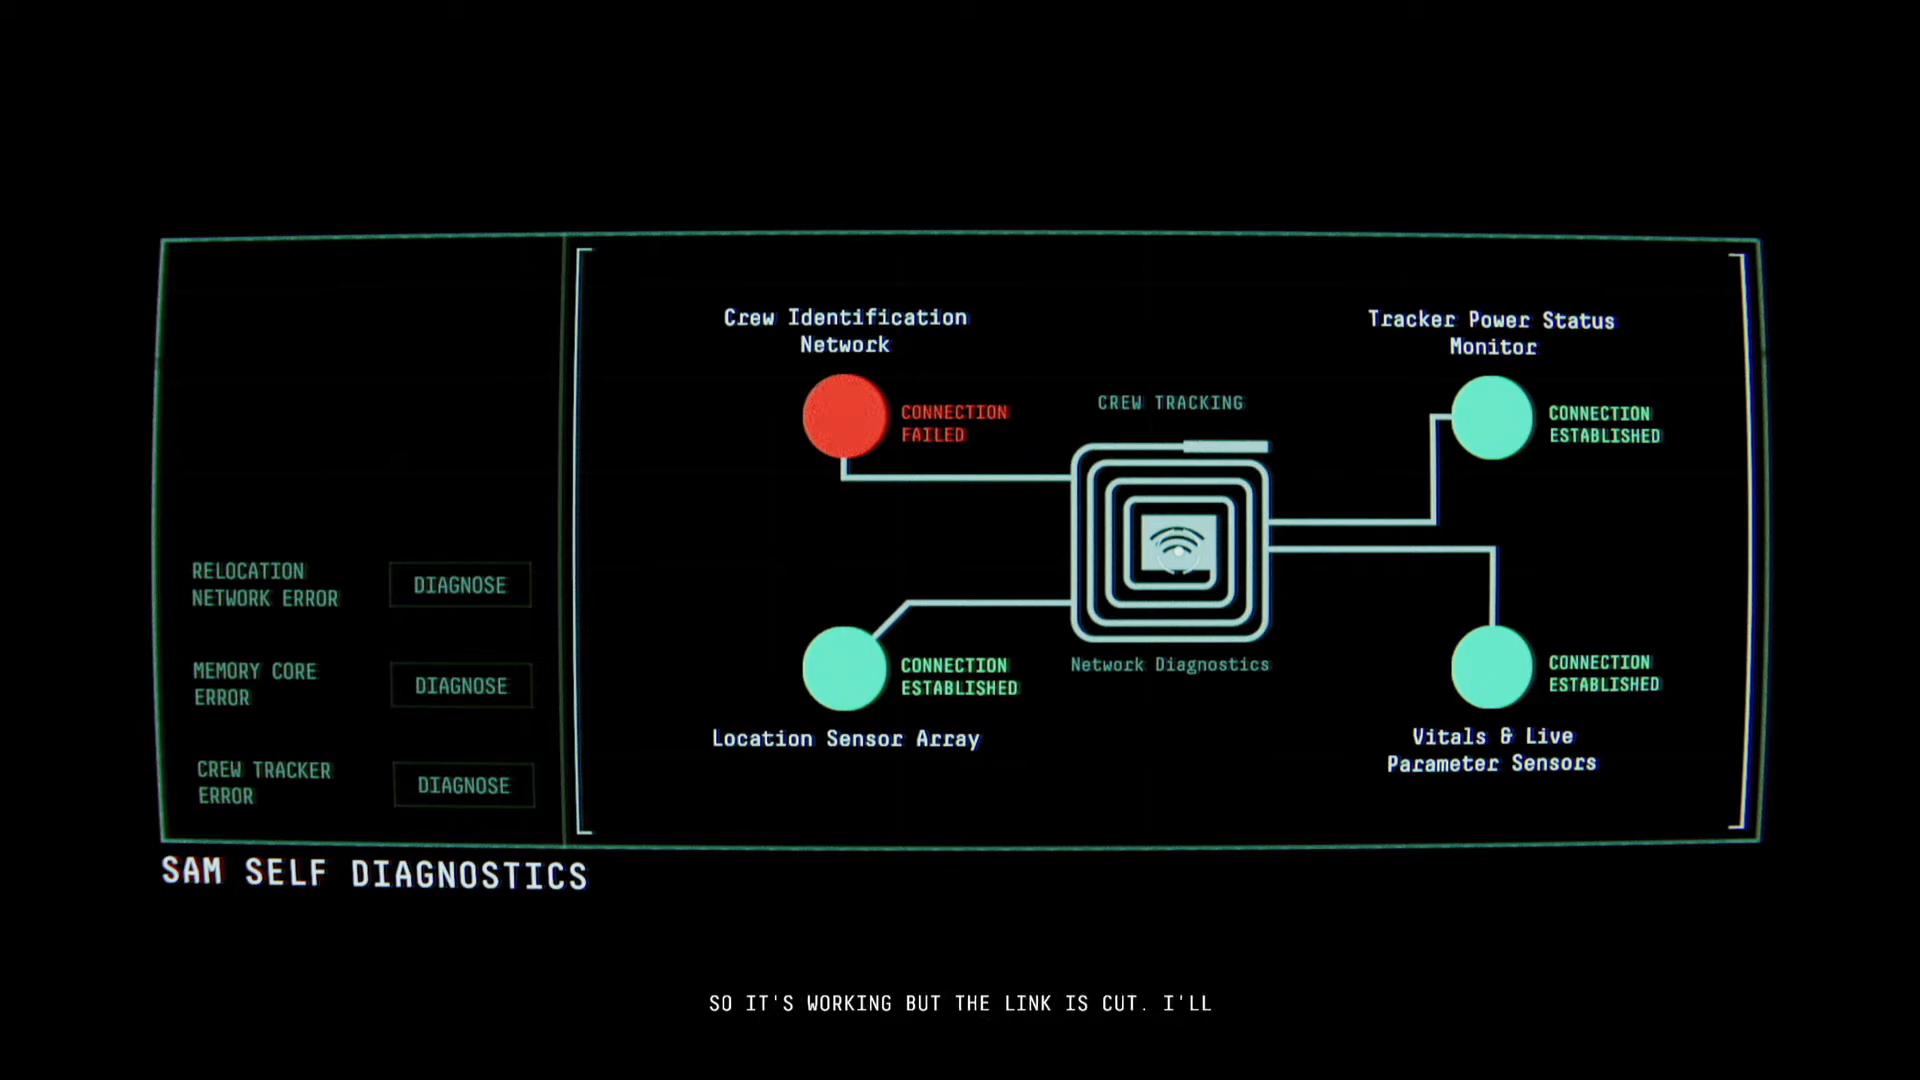 Crew Identification
Network
CONNECTION
FAILED
Tracker Power Status
Monitor
CONNECTION
ESTABLISHED
CREW TRACKING
Network Diagnostics
CONNECTION
ESTABLISHED
Location Sensor Array
CONNECTION
ESTABLISHED
Vitals & Live
Parameter Sensors
RELOCATION
NETWORK ERROR
DIAGNOSE
MEMORY CORE
ERROR
DIAGNOSE
CREW TRACKER
ERROR
DIAGNOSE
SAM SELF DIAGNOSTICS
SO IT'S WORKING BUT THE LINK IS CUT. I'LL